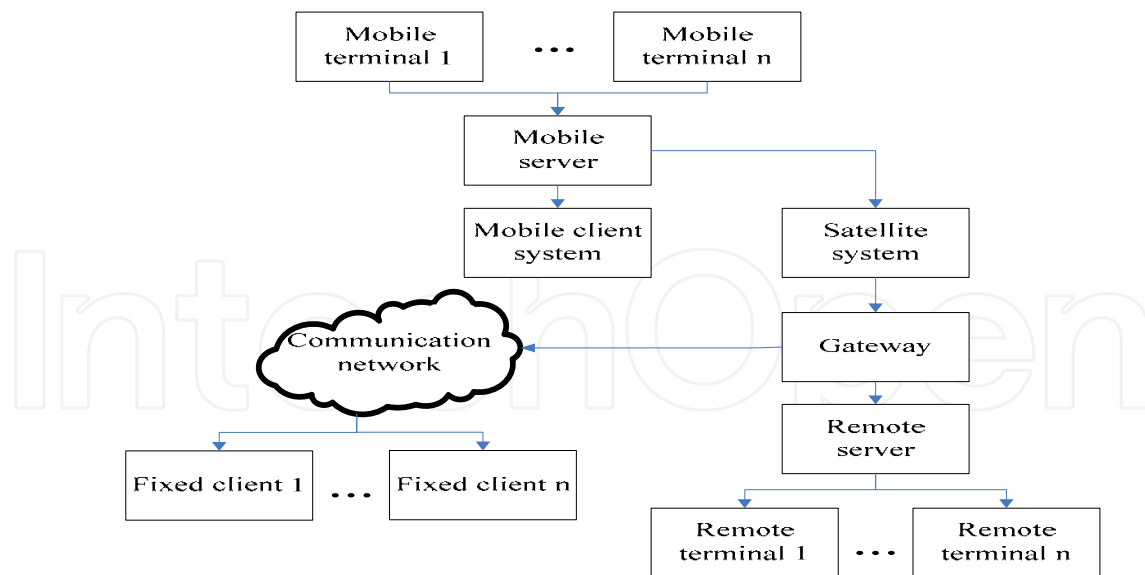 Mobile
terminal 1
...
Mobile
terminal n
Mobile
server
Mobile client
system
Satellite
system
Communication
network
Gateway
Remote
server
Fixed client 1
...
Fixed client n
Remote
terminal 1
...
Remote
terminal n
IntechOpen